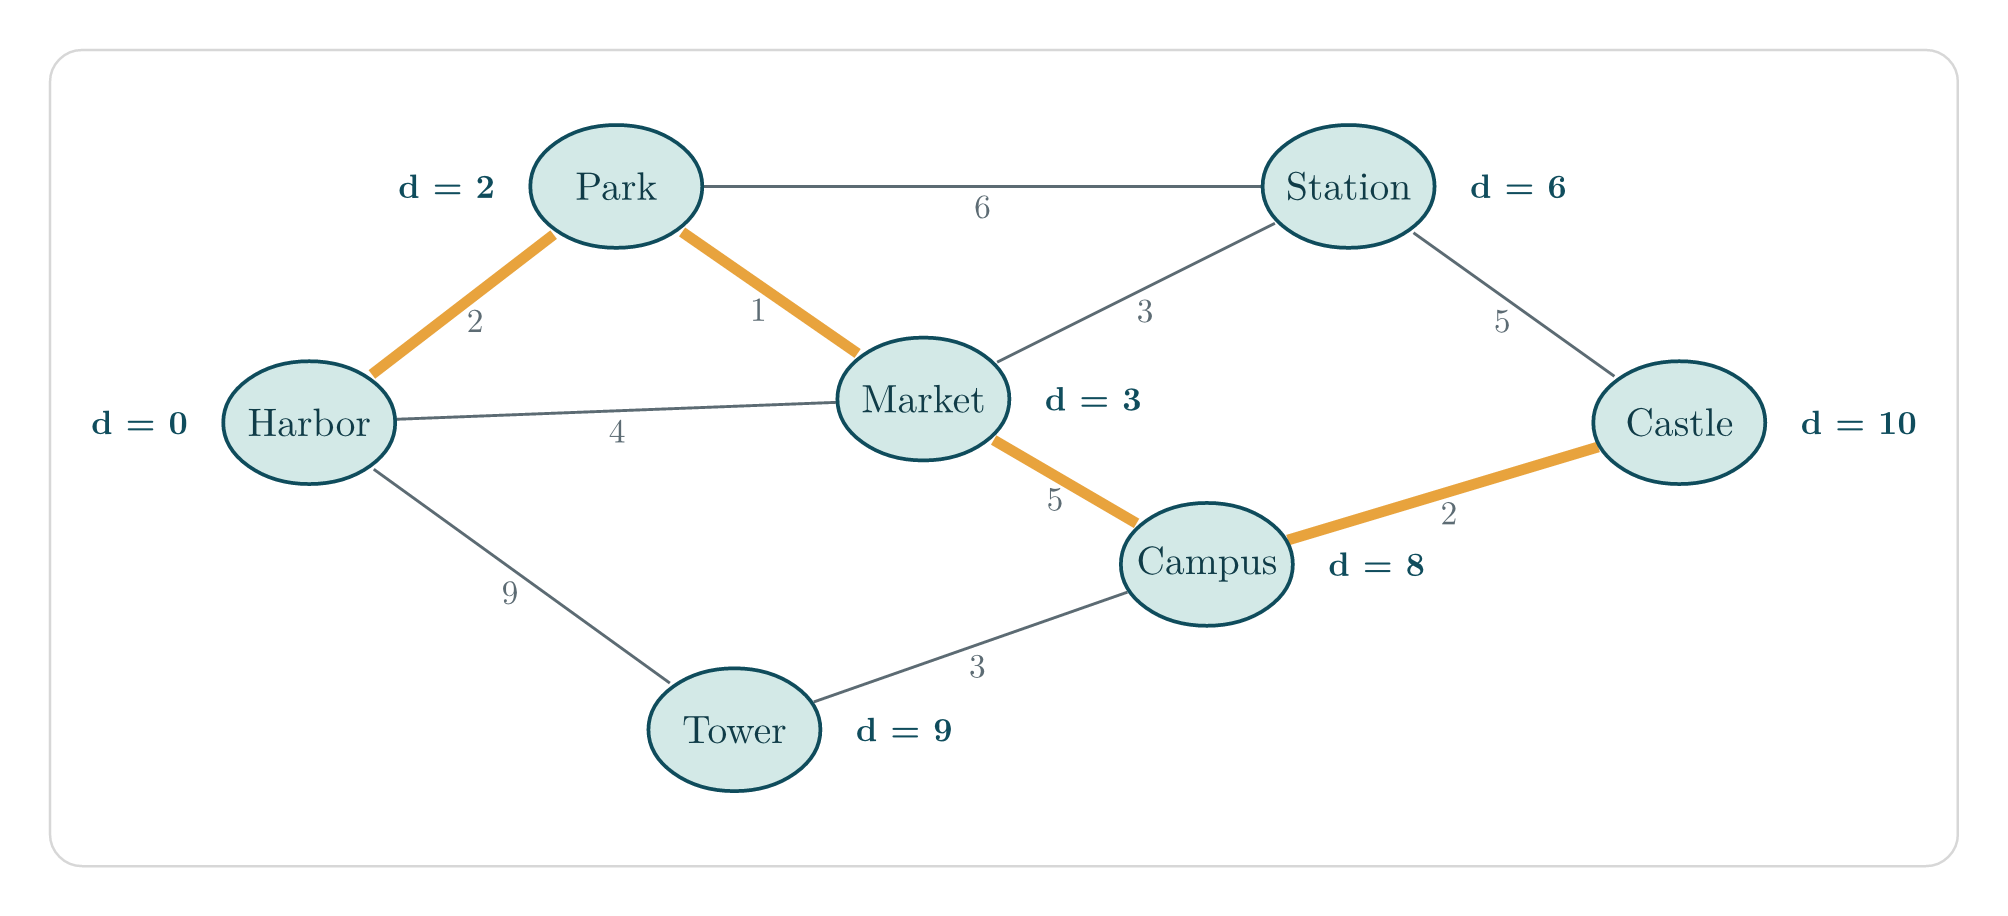 d = 2
Park
Station
d = 6
6
2
1
3
5
d = 0
Harbor
4
Market
d = 3
Castle
d = 10
5
2
Campus
d = 8
9
3
Tower
d = 9